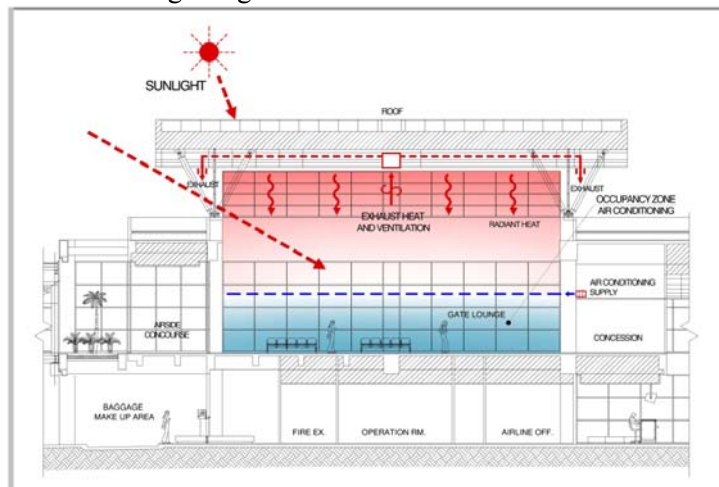 SUNLIGHT
ROOF
EXHAUST
EXHAUST
OCCUPANCY ZONE
AIR CONDITIONING
EXHAUST HEAT
AND VENTILATION
RADIANT HEAT
AIR CONDITIONING
SUPPLY
GATE LOUNGE
AIRSIDE
CONCOURSE
CONCESSION
BAGGAGE
MAKE UP AREA
FIRE EX.
OPERATION RM.
AIRLINE OFF.